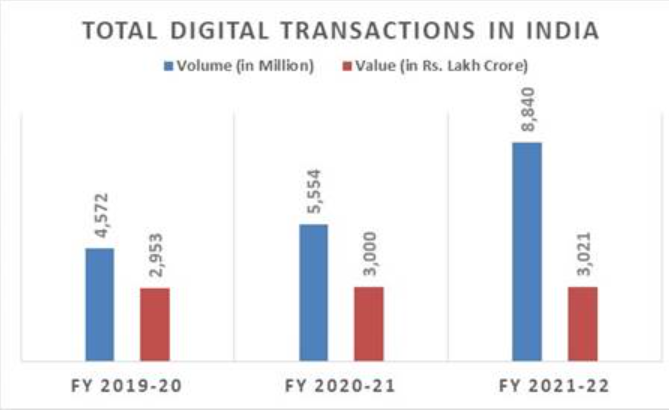 TOTAL DIGITAL TRANSACTIONS IN INDIA
Volume (in Million) Value (in Rs. Lakh Crore)
4,572
2,953
5,554
3,000
8,840
3,021
FY 2019-20 FY 2020-21 FY 2021-22